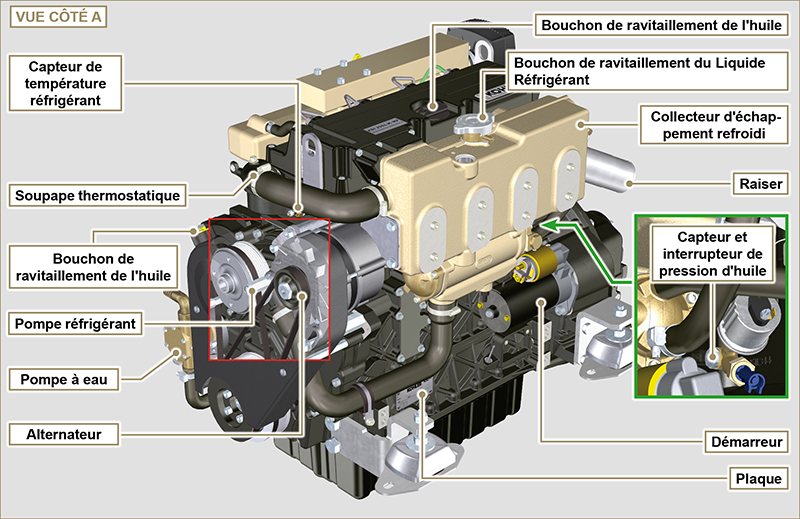 VUE CÔTÉ A
Bouchon de ravitaillement de l'huile
Capteur de
température
réfrigérant
Bouchon de ravitaillement du Liquide
Réfrigérant
Collecteur d'échap-
pement refroidi
Soupape thermostatique
Raiser
Bouchon de
ravitaillement de l'huile
Capteur et
interrupteur de
pression d'huile
Pompe réfrigérant
Pompe à eau
Alternateur
Démarreur
Plaque